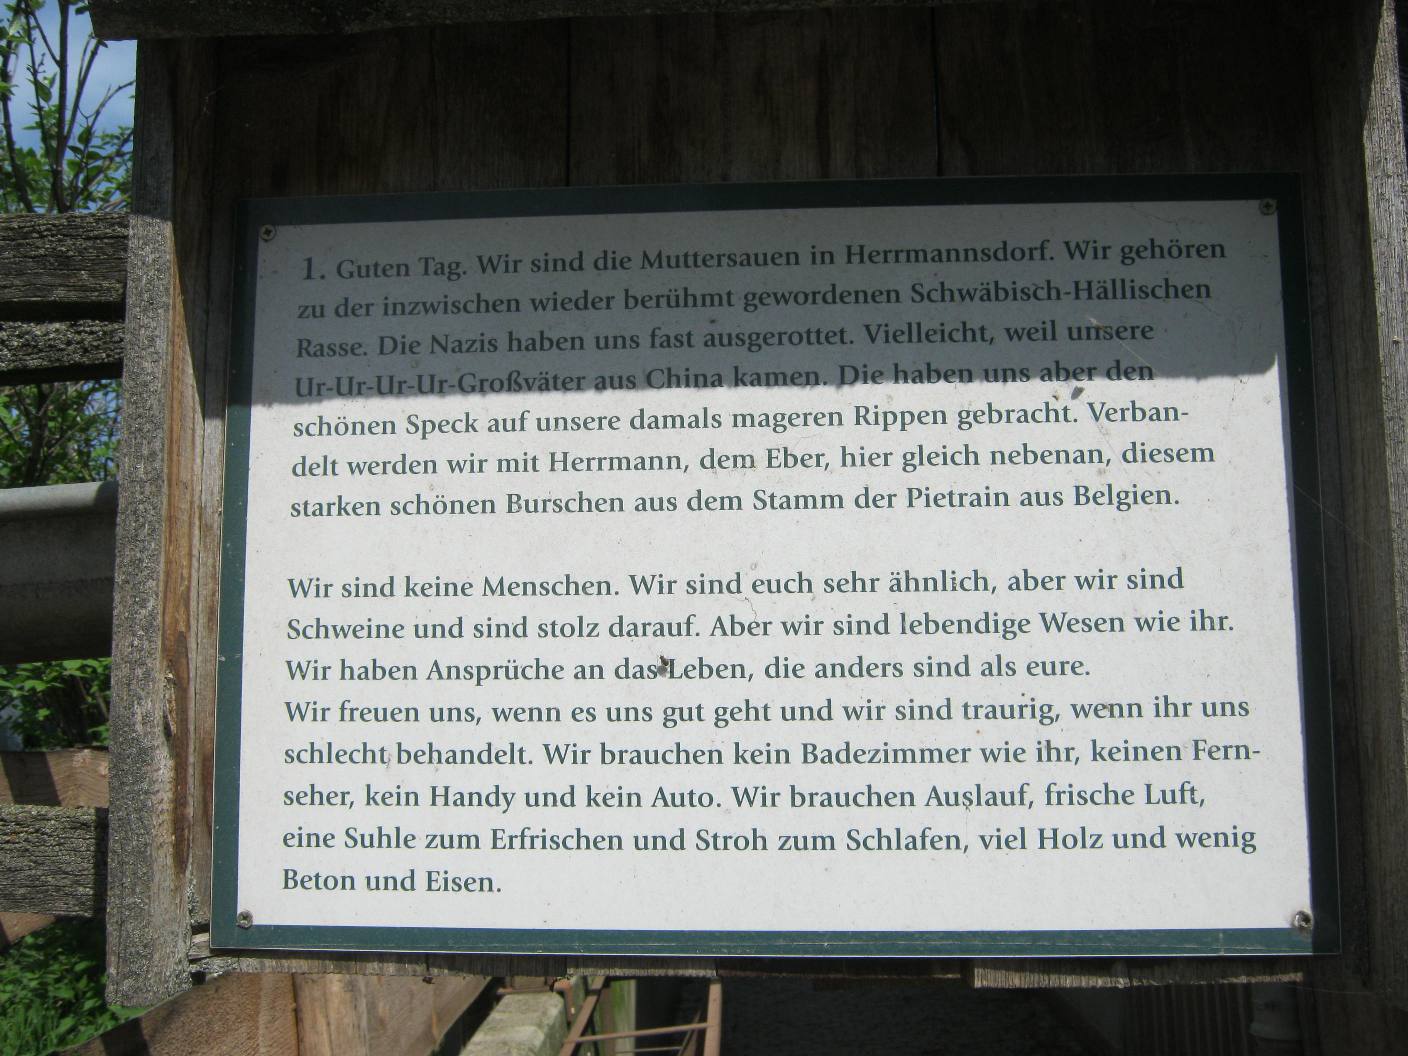 1. Guten Tag. Wir sind die Muttersauen in Herrmannsdorf. Wir gehören
zu der inzwischen wieder berühmt gewordenen Schwäbisch-Hällischen
Rasse. Die Nazis haben uns fast ausgerottet. Vielleicht, weil unsere
Ur-Ur-Ur-Ur-Großväter aus China kamen. Die haben uns aber den
schönen Speck auf unsere damals mageren Rippen gebracht. Verban-
delt werden wir mit Herrmann, dem Eber, hier gleich nebenan, diesem
starken schönen Burschen aus dem Stamm der Pietrain aus Belgien.
Wir sind keine Menschen. Wir sind euch sehr ähnlich, aber wir sind
Schweine und sind stolz darauf. Aber wir sind lebendige Wesen wie ihr.
Wir haben Ansprüche an das Leben, die anders sind als eure.
Wir freuen uns, wenn es uns gut geht und wir sind traurig, wenn ihr uns
schlecht behandelt. Wir brauchen kein Badezimmer wie ihr, keinen Fern-
seher, kein Handy und kein Auto. Wir brauchen Auslauf, frische Luft,
eine Suhle zum Erfrischen und Stroh zum Schlafen, viel Holz und wenig
Beton und Eisen.